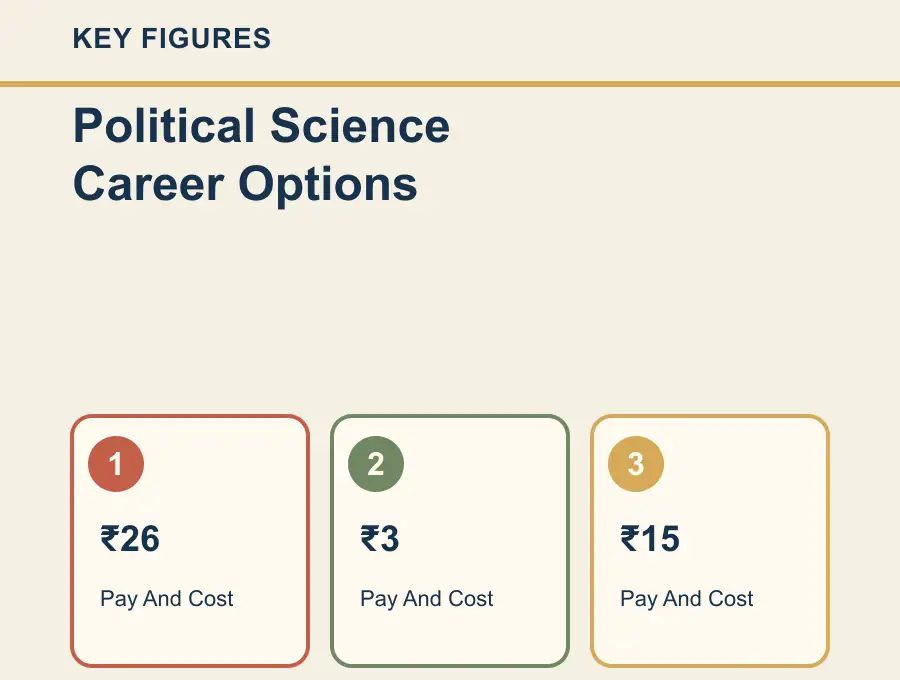 KEY FIGURES
Political Science
Career Options
1
₹26
Pay And Cost
2
₹3
Pay And Cost
3
₹15
Pay And Cost